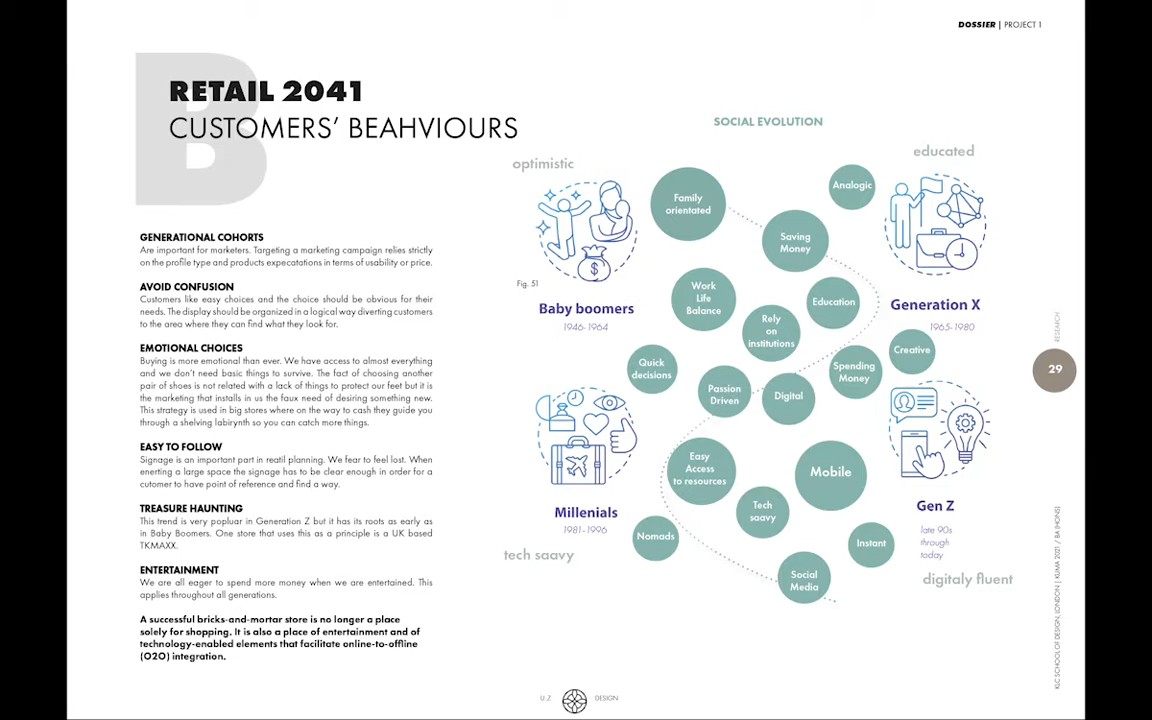 DOSSIER | PROJECT 1
B
RETAIL 2041
CUSTOMERS' BEAHVIOURS
GENERATIONAL COHORTS
Are important for marketers. Targeting a marketing campaign relies strictly
on the profile type and products expecatations in terms of usability or price.
AVOID CONFUSION
Customers like easy choices and the choice should be obvious for their
needs. The display should be organized in a logical way diverting customers
to the area where they can find what they look for.
EMOTIONAL CHOICES
Buying is more emotional than ever. We have access to almost everything
and we don't need basic things to survive. The fact of choosing another
pair of shoes is not related with a lack of things to protect our feet but it is
the marketing that installs in us the faux need of desiring something new.
This strategy is used in big stores where on the way to cash they guide you
through a shelving labirynth so you can catch more things.
EASY TO FOLLOW
Signage is an important part in reatil planning. We fear to feel lost. When
enerting a large space the signage has to be clear enough in order for a
cutomer to have point of reference and find a way.
TREASURE HAUNTING
This trend is very popluar in Generation Z but it has its roots as early as
in Baby Boomers. One store that uses this as a principle is a UK based
TKMAXX.
ENTERTAINMENT
We are all eager to spend more money when we are entertained. This
applies throughout all generations.
A successful bricks-and-mortar store is no longer a place
solely for shopping. It is also a place of entertainment and of
technology-enabled elements that facilitate online-to-offline
(O2O) integration.
SOCIAL EVOLUTION
optimistic
educated
Family
orientated
Analogic
Saving
Money
$
Fig. 51
Baby boomers
1946- 1964
Work
Life
Balance
Education
Rely
on
institutions
Generation X
1965-1980
Quick
decisions
Creative
Spending
Money
Passion
Driven
Digital
Easy
Access
to resources
Mobile
Tech
saavy
Millenials
1981-1996
Gen Z
late 90s
through
today
Nomads
Instant
tech saavy
Social
Media
digitaly fluent
RESEARCH
29
KLC SCHOOL OF DESIGN, LONDON | KUMA 2021 / BA (HONS)
U.Z DESIGN